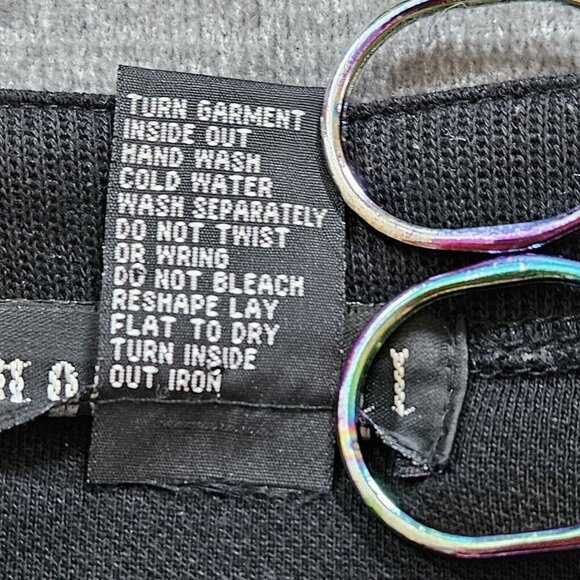 TURN GARMENT
INSIDE OUT
HAND WASH
COLD WATER
WASH SEPARATELY
DO NOT TWIST
OR WRING
DO NOT BLEACH
RESHAPE LAY
FLAT TO DRY
TURN INSIDE
OUT IRON